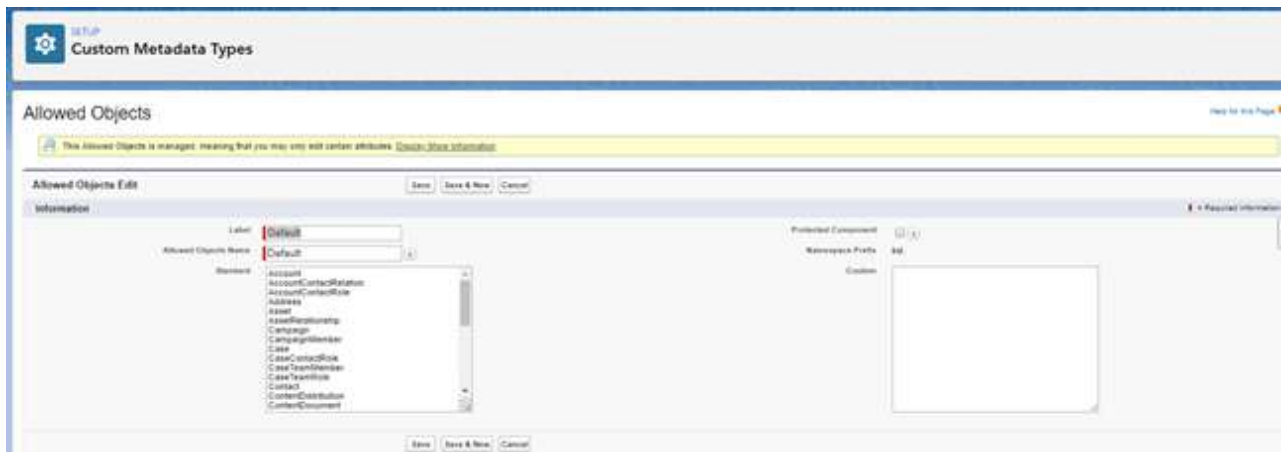 SETUP
Custom Metadata Types
Allowed Objects
Help for this Page
This Allowed Objects is managed, meaning that you may only edit certain attributes. Display More Information
Allowed Objects Edit
Save Save & New Cancel
Information
= Required Information
Label Default
Protected Component
Allowed Objects Name Default
Namespace Prefix
Standard
Custom
Account
AccountContactRelation
AccountContactRole
Address
Asset
AssetRelationship
Campaign
CampaignMember
Case
CaseContactRole
CaseTeamMember
CaseTeamRole
Contact
ContentDistribution
ContentDocument
Save Save & New Cancel